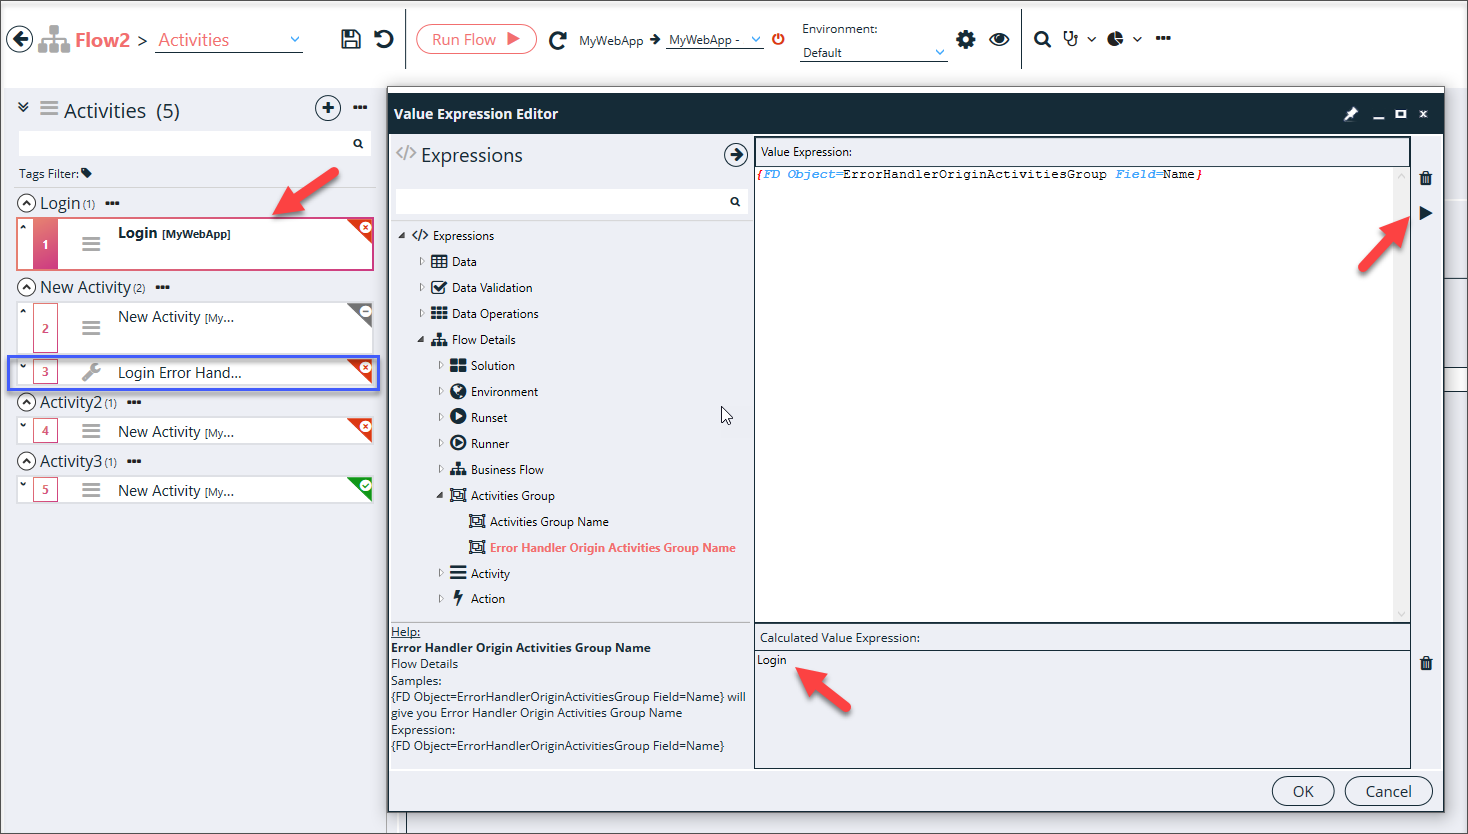 Flow2 > Activities
Run Flow
MyWebApp
MyWebApp -
Environment:
Default
Activities (5)
Tags Filter:
Login (1)
1
Login [MyWebApp]
New Activity (2)
2
New Activity [My...
3
Login Error Hand...
Activity2 (1)
4
New Activity [My...
Activity3 (1)
5
New Activity [My...
Value Expression Editor
</> Expressions
</> Expressions
Data
Data Validation
Data Operations
Flow Details
Solution
Environment
Runset
Runner
Business Flow
Activities Group
Activities Group Name
Error Handler Origin Activities Group Name
Activity
Action
Help:
Error Handler Origin Activities Group Name
Flow Details
Samples:
{FD Object=ErrorHandlerOriginActivitiesGroup Field=Name} will
give you Error Handler Origin Activities Group Name
Expression:
{FD Object=ErrorHandlerOriginActivitiesGroup Field=Name}
Value Expression:
{FD Object=ErrorHandlerOriginActivitiesGroup Field=Name}
Calculated Value Expression:
Login
OK
Cancel